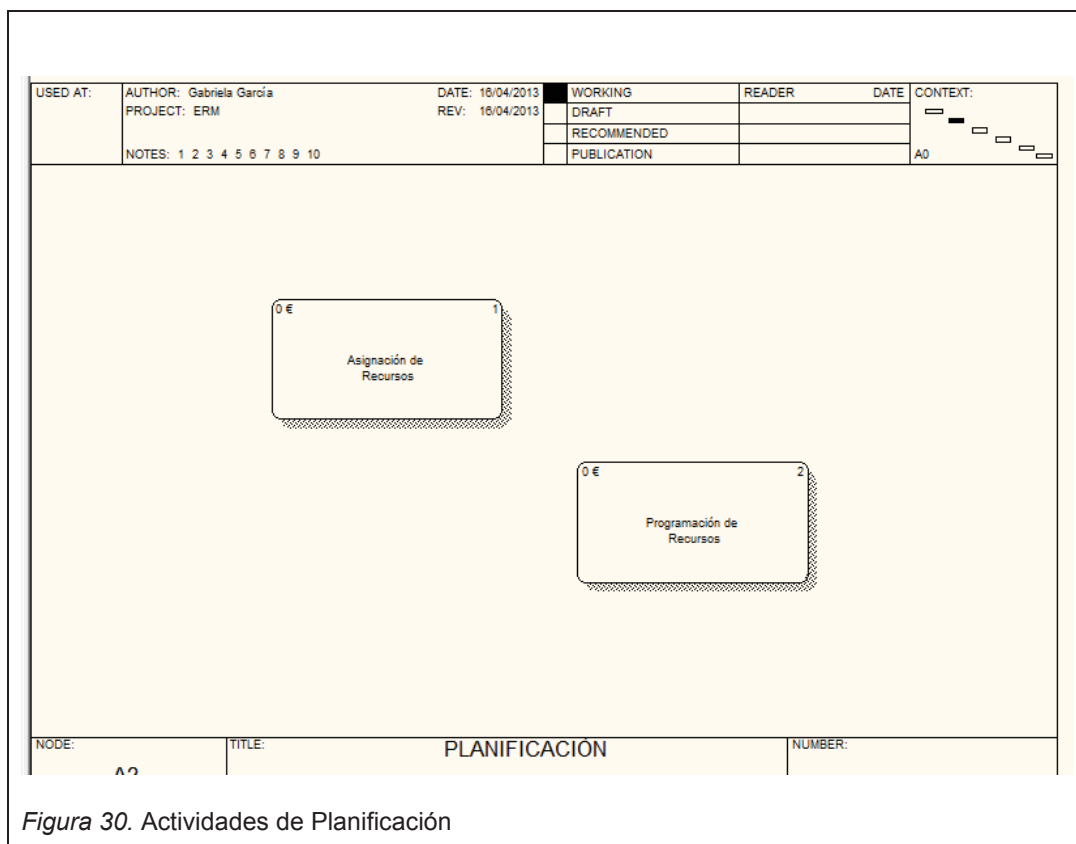 USED AT:
AUTHOR: Gabriela García
DATE: 16/04/2013
WORKING
READER
DATE
CONTEXT:
PROJECT: ERM
REV: 16/04/2013
DRAFT
RECOMMENDED
NOTES: 1 2 3 4 5 6 7 8 9 10
PUBLICATION
A0
0 €
1
Asignación de
Recursos
0 €
2
Programación de
Recursos
NODE:
TITLE:
PLANIFICACIÓN
NUMBER:
A2
Figura 30. Actividades de Planificación